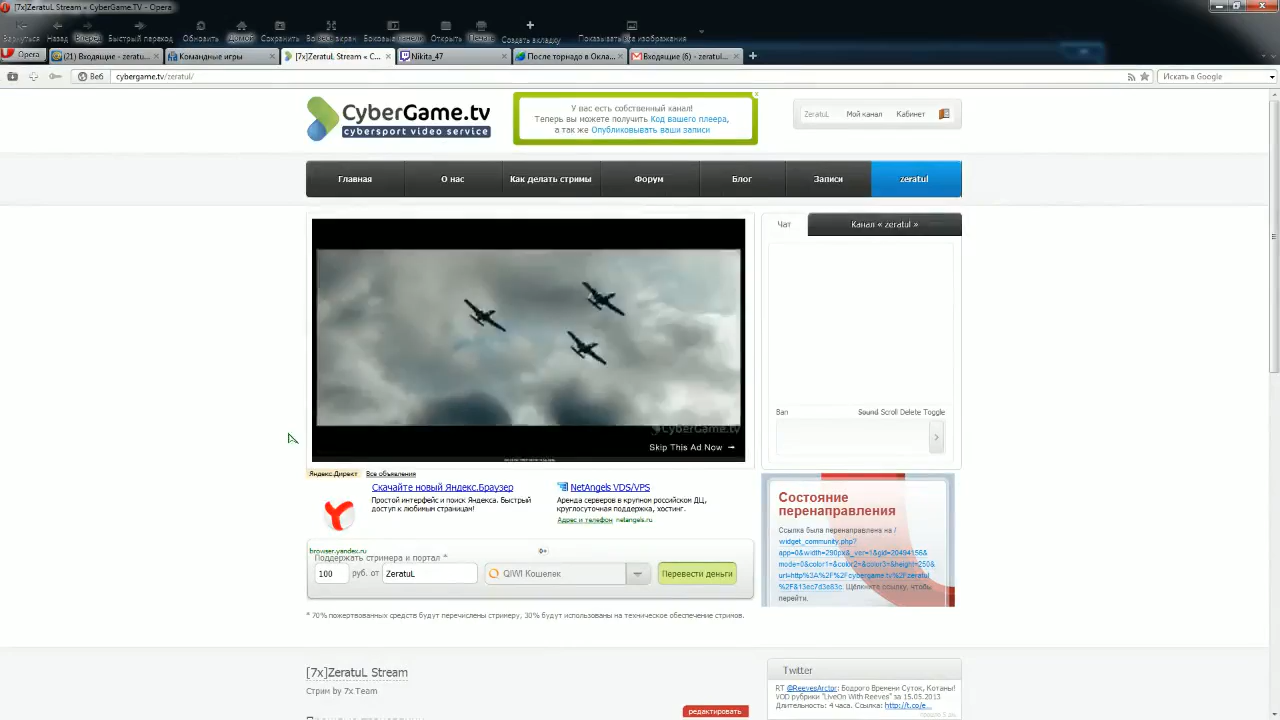 [7x]ZeratuL Stream « CyberGame.tv - Opera
Вернуться Назад Вперед Быстрый переход Обновить Домой Сохранить Во весь экран Боковая панель Открыть Печать Создать вкладку Показывать изображения
Opera (21) Входящие - zeratu... Командные игры [7x]ZeratuL Stream « C... Nikita_47 После торнадо в Окла... Входящие (6) - zeratul...
Веб cybergame.tv/zeratul/ Искать в Google
CyberGame.tv
cybersport video service
У вас есть собственный канал!
Теперь вы можете получить Код вашего плеера,
а так же Опубликовывать ваши записи
ZeratuL Мой канал Кабинет
Главная О нас Как делать стримы Форум Блог Записи zeratul
Чат Канал « zeratul »
CyberGame.tv
Skip This Ad Now →
Ban Sound Scroll Delete Toggle
Яндекс.Директ Все объявления
Скачайте новый Яндекс.Браузер
Простой интерфейс и поиск Яндекса. Быстрый
доступ к любимым страницам!
browser.yandex.ru 0+
NetAngels VDS/VPS
Аренда серверов в крупном российском ДЦ,
круглосуточная поддержка, хостинг.
Адрес и телефон netangels.ru
Поддержать стримера и портал *
100 руб. от ZeratuL QIWI Кошелек Перевести деньги
* 70% пожертвованных средств будут перечислены стримеру, 30% будут использованы на техническое обеспечение стримов.
Состояние
перенаправления
Ссылка была перенаправлена на /
widget_community.php?
app=0&width=290px&_ver=1&gid=20494156&
mode=0&color1=&color2=&color3=&height=250&
url=http%3A%2F%2Fcybergame.tv%2Fzeratul
%2F&13ec7d3e83c. Щёлкните ссылку, чтобы
перейти.
[7x]ZeratuL Stream
Стрим by 7x Team
редактировать
Twitter
RT @ReevesArctor: Бодрого Времени Суток, Котаны!
VOD рубрики "LiveOn With Reeves" за 15.05.2013
Длительность: 4 часа. Ссылка: http://t.co/e...